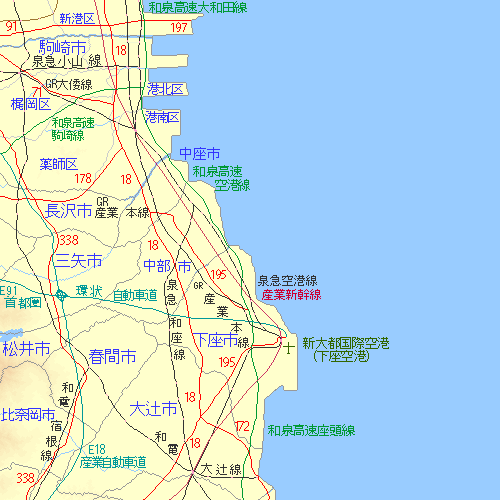 和泉高速大和田線
新港区
91
197
駒崎市
18
泉急小山線
GR大倭線
港北区
梶岡区
港南区
和泉高速
駒崎線
中座市
薬師区
和泉高速
空港線
178
18
GR
産業本線
長沢市
338
18
三矢市
中部市
195
泉急空港線
E91
環状
自動車道
首都圏
泉急和座線
GR
産業本線
産業新幹線
下座市
新大都国際空港
(下座空港)
松井市
春間市
195
和電宿根線
18
大辻市
比奈岡市
172
和泉高速座頭線
和電大辻線
18
E18
産業自動車道
338